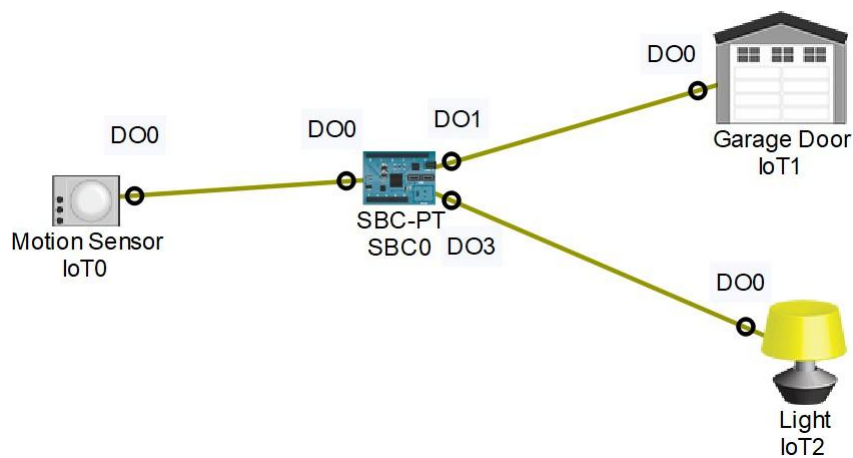 DO0
Garage Door
IoT1
DO0
DO0
DO1
Motion Sensor
IoT0
SBC-PT
SBC0
DO3
DO0
Light
IoT2